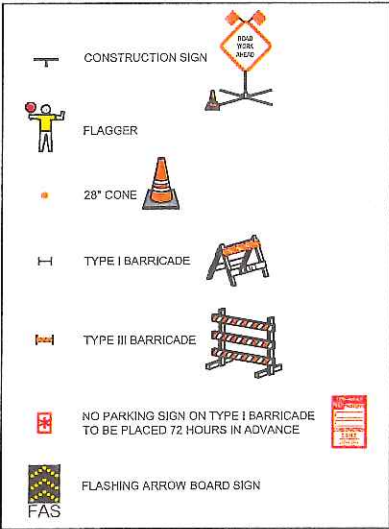 ROAD
WORK
AHEAD
CONSTRUCTION SIGN
FLAGGER
28" CONE
TYPE I BARRICADE
TYPE III BARRICADE
NO PARKING SIGN ON TYPE I BARRICADE
TO BE PLACED 72 HOURS IN ADVANCE
FLASHING ARROW BOARD SIGN
FAS